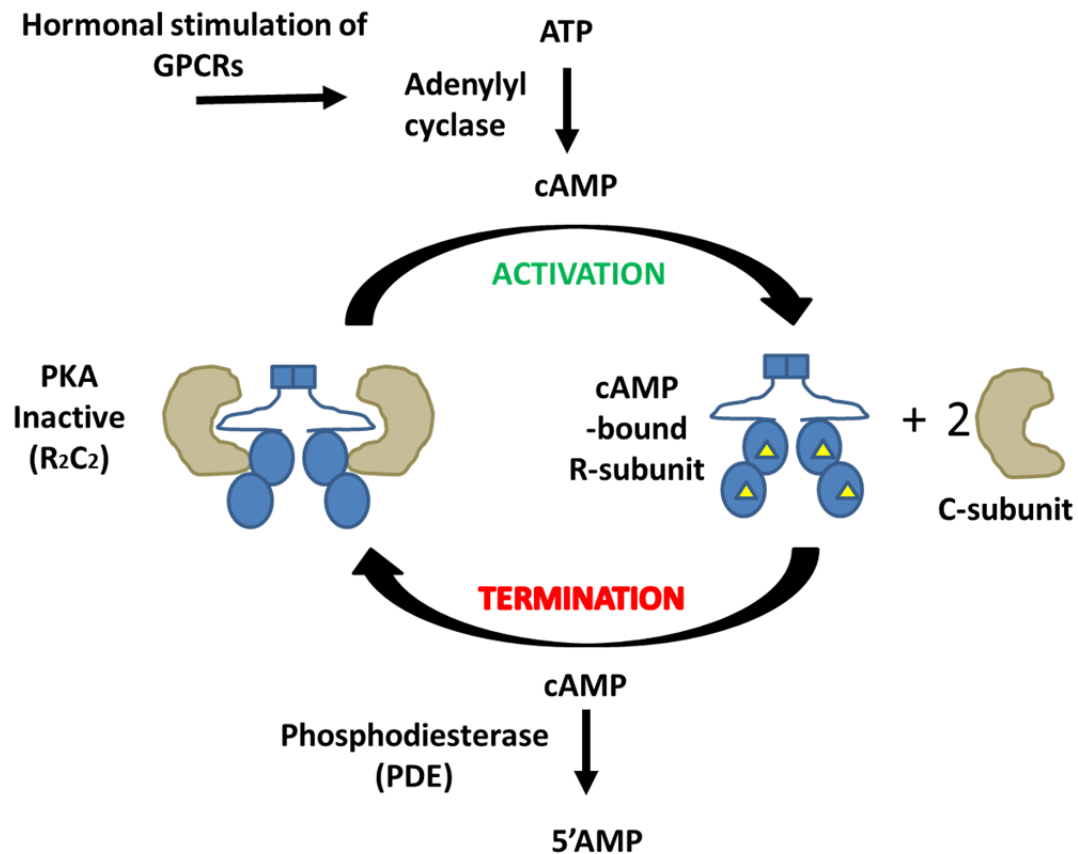 Hormonal stimulation of
GPCRs
ATP
Adenylyl
cyclase
cAMP
ACTIVATION
PKA
Inactive
(R₂C₂)
cAMP
-bound
R-subunit
+ 2
C-subunit
TERMINATION
cAMP
Phosphodiesterase
(PDE)
5'AMP